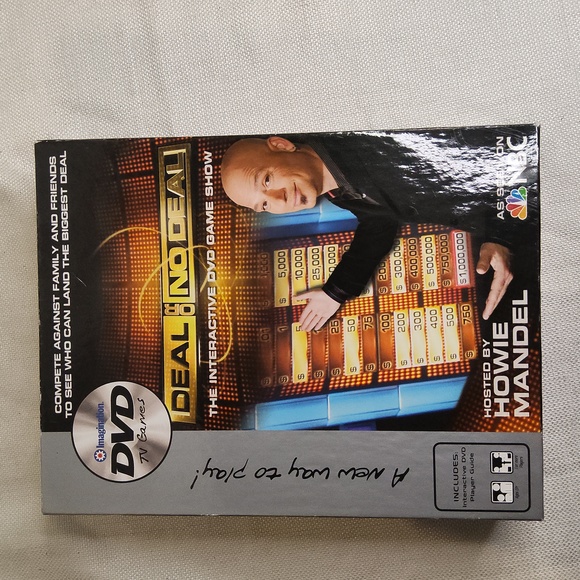 COMPETE AGAINST FAMILY AND FRIENDS
TO SEE WHO CAN LAND THE BIGGEST DEAL
DEAL OR NO DEAL
THE INTERACTIVE DVD GAME SHOW
Imagination
DVD
TV Games
A new way to play!
$ 1
$ 5
$ 50
$ 75
$ 100
$ 200
$ 300
$ 400
$ 500
$ 750
$ 5,000
$ 10,000
$ 25,000
$ 300,000
$ 400,000
$ 500,000
$ 750,000
$ 1,000,000
AS SEEN ON
NBC
HOSTED BY
HOWIE
MANDEL
INCLUDES:
Interactive DVD
Player Guide